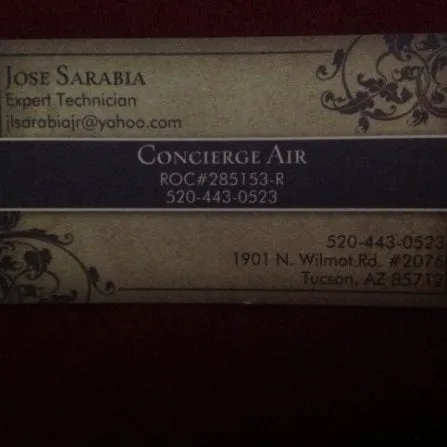 JOSE SARABIA
Expert Technician
jlsarabiajr@yahoo.com
CONCIERGE AIR
ROC#285153-R
520-443-0523
520-443-0523
1901 N. Wilmot Rd. #2076
Tucson, AZ 85712